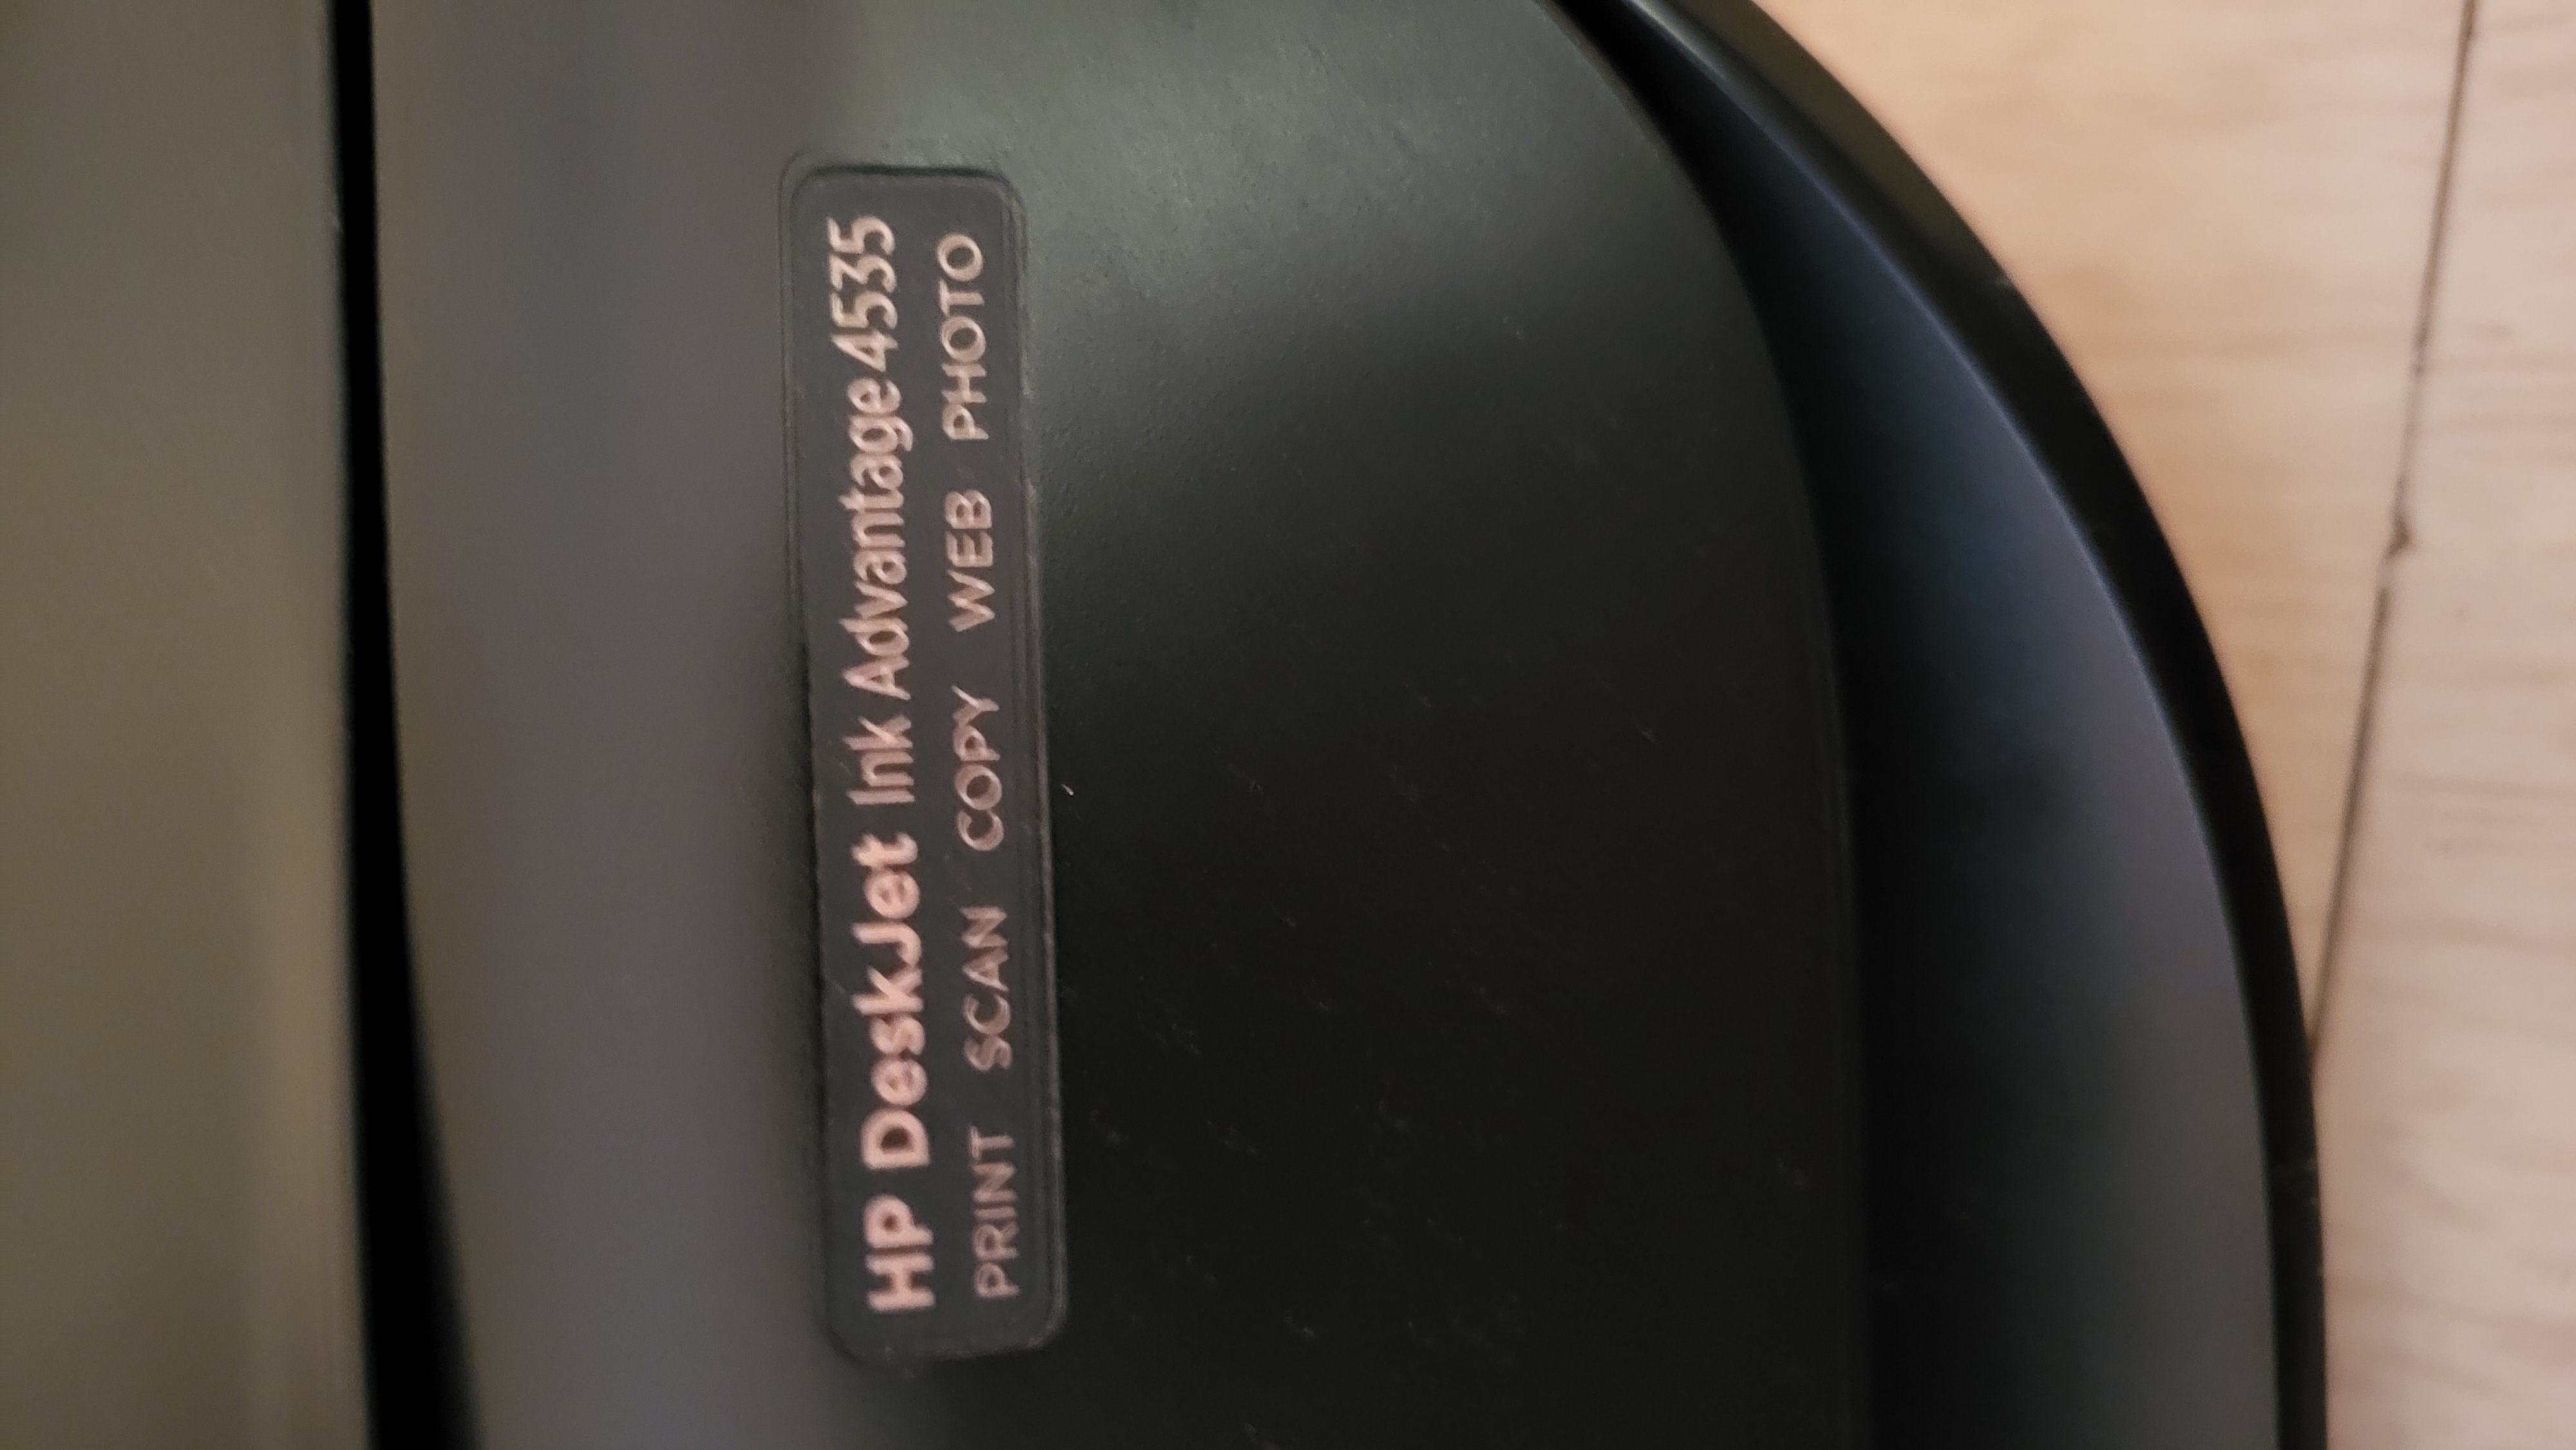 HP DeskJet Ink Advantage 4535
PRINT SCAN COPY WEB PHOTO